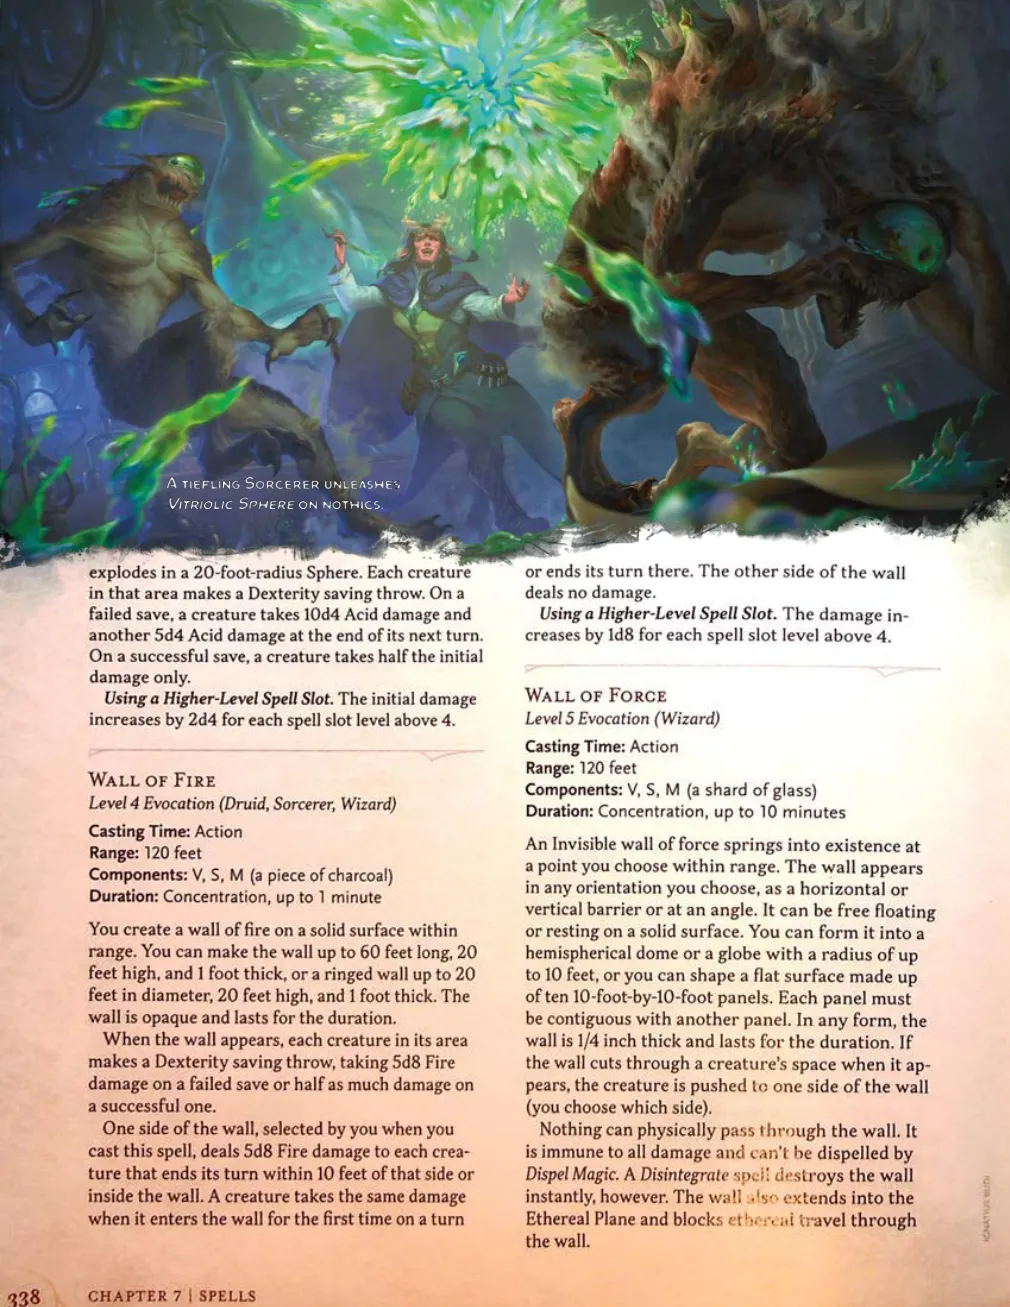 A TIEFLING SORCERER UNLEASHES
VITRIOLIC SPHERE ON NOTHICS.
explodes in a 20-foot-radius Sphere. Each creature
in that area makes a Dexterity saving throw. On a
failed save, a creature takes 10d4 Acid damage and
another 5d4 Acid damage at the end of its next turn.
On a successful save, a creature takes half the initial
damage only.
Using a Higher-Level Spell Slot. The initial damage
increases by 2d4 for each spell slot level above 4.
WALL OF FIRE
Level 4 Evocation (Druid, Sorcerer, Wizard)
Casting Time: Action
Range: 120 feet
Components: V, S, M (a piece of charcoal)
Duration: Concentration, up to 1 minute
You create a wall of fire on a solid surface within
range. You can make the wall up to 60 feet long, 20
feet high, and 1 foot thick, or a ringed wall up to 20
feet in diameter, 20 feet high, and 1 foot thick. The
wall is opaque and lasts for the duration.
When the wall appears, each creature in its area
makes a Dexterity saving throw, taking 5d8 Fire
damage on a failed save or half as much damage on
a successful one.
One side of the wall, selected by you when you
cast this spell, deals 5d8 Fire damage to each crea-
ture that ends its turn within 10 feet of that side or
inside the wall. A creature takes the same damage
when it enters the wall for the first time on a turn
or ends its turn there. The other side of the wall
deals no damage.
Using a Higher-Level Spell Slot. The damage in-
creases by 1d8 for each spell slot level above 4.
WALL OF FORCE
Level 5 Evocation (Wizard)
Casting Time: Action
Range: 120 feet
Components: V, S, M (a shard of glass)
Duration: Concentration, up to 10 minutes
An Invisible wall of force springs into existence at
a point you choose within range. The wall appears
in any orientation you choose, as a horizontal or
vertical barrier or at an angle. It can be free floating
or resting on a solid surface. You can form it into a
hemispherical dome or a globe with a radius of up
to 10 feet, or you can shape a flat surface made up
of ten 10-foot-by-10-foot panels. Each panel must
be contiguous with another panel. In any form, the
wall is 1/4 inch thick and lasts for the duration. If
the wall cuts through a creature's space when it ap-
pears, the creature is pushed to one side of the wall
(you choose which side).
Nothing can physically pass through the wall. It
is immune to all damage and can't be dispelled by
Dispel Magic. A Disintegrate spell destroys the wall
instantly, however. The wall also extends into the
Ethereal Plane and blocks ethereal travel through
the wall.
338 CHAPTER 7 | SPELLS